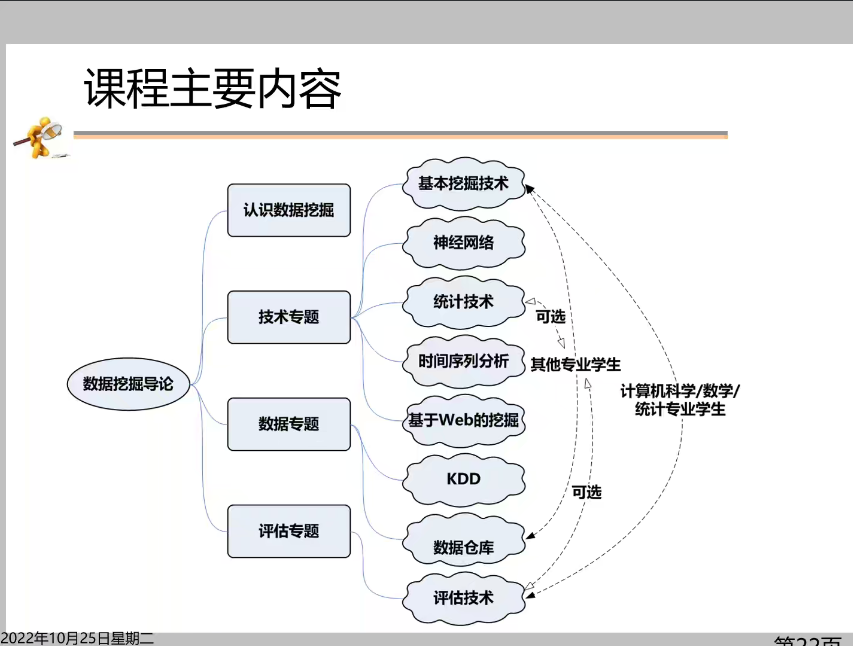 课程主要内容
认识数据挖掘
技术专题
数据挖掘导论
数据专题
评估专题
基本挖掘技术
神经网络
统计技术
时间序列分析
基于Web的挖掘
KDD
数据仓库
评估技术
可选
其他专业学生
可选
计算机科学/数学/
统计专业学生
2022年10月25日星期二
第22页